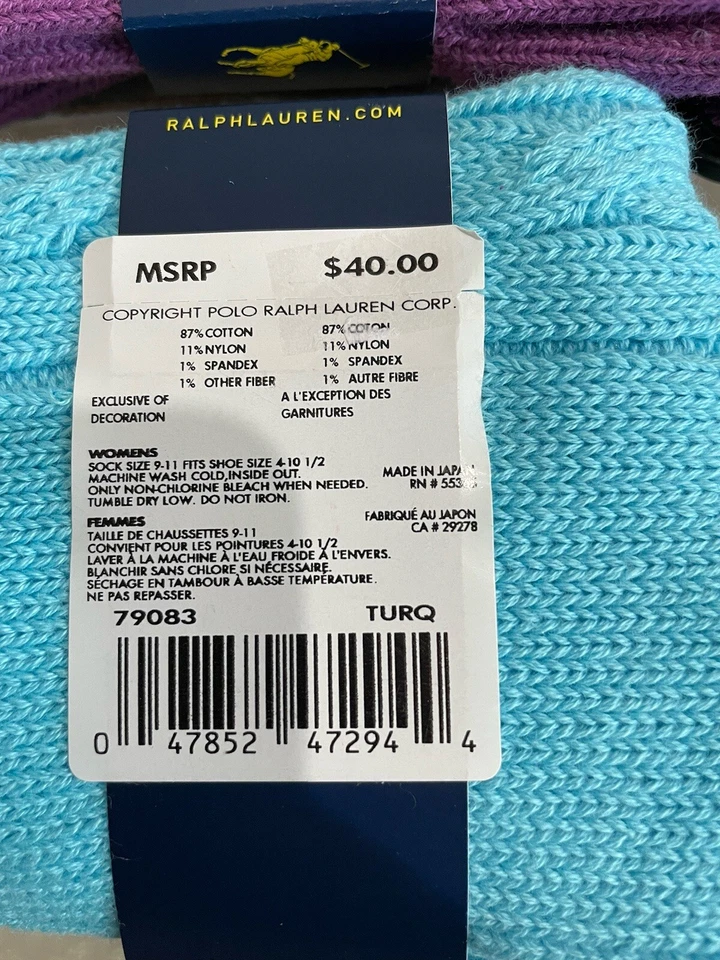 RALPHLAUREN.COM
MSRP $40.00
COPYRIGHT POLO RALPH LAUREN CORP.
87% COTTON 87% COTON
11% NYLON 11% NYLON
1% SPANDEX 1% SPANDEX
1% OTHER FIBER 1% AUTRE FIBRE
EXCLUSIVE OF A L'EXCEPTION DES
DECORATION GARNITURES
WOMENS
SOCK SIZE 9-11 FITS SHOE SIZE 4-10 1/2
MACHINE WASH COLD,INSIDE OUT. MADE IN
ONLY NON-CHLORINE BLEACH WHEN NEEDED. RN #
TUMBLE DRY LOW. DO NOT IRON.
FEMMES FABRIQUÉ AU JAPON
TAILLE DE CHAUSSETTES 9-11 CA # 29278
CONVIENT POUR LES POINTURES 4-10 1/2
LAVER À LA MACHINE À L'EAU FROIDE À L'ENVERS.
BLANCHIR SANS CHLORE SI NÉCESSAIRE.
SÉCHAGE EN TAMBOUR À BASSE TEMPÉRATURE.
NE PAS REPASSER.
79083 TURQ
0 47852 47294 4